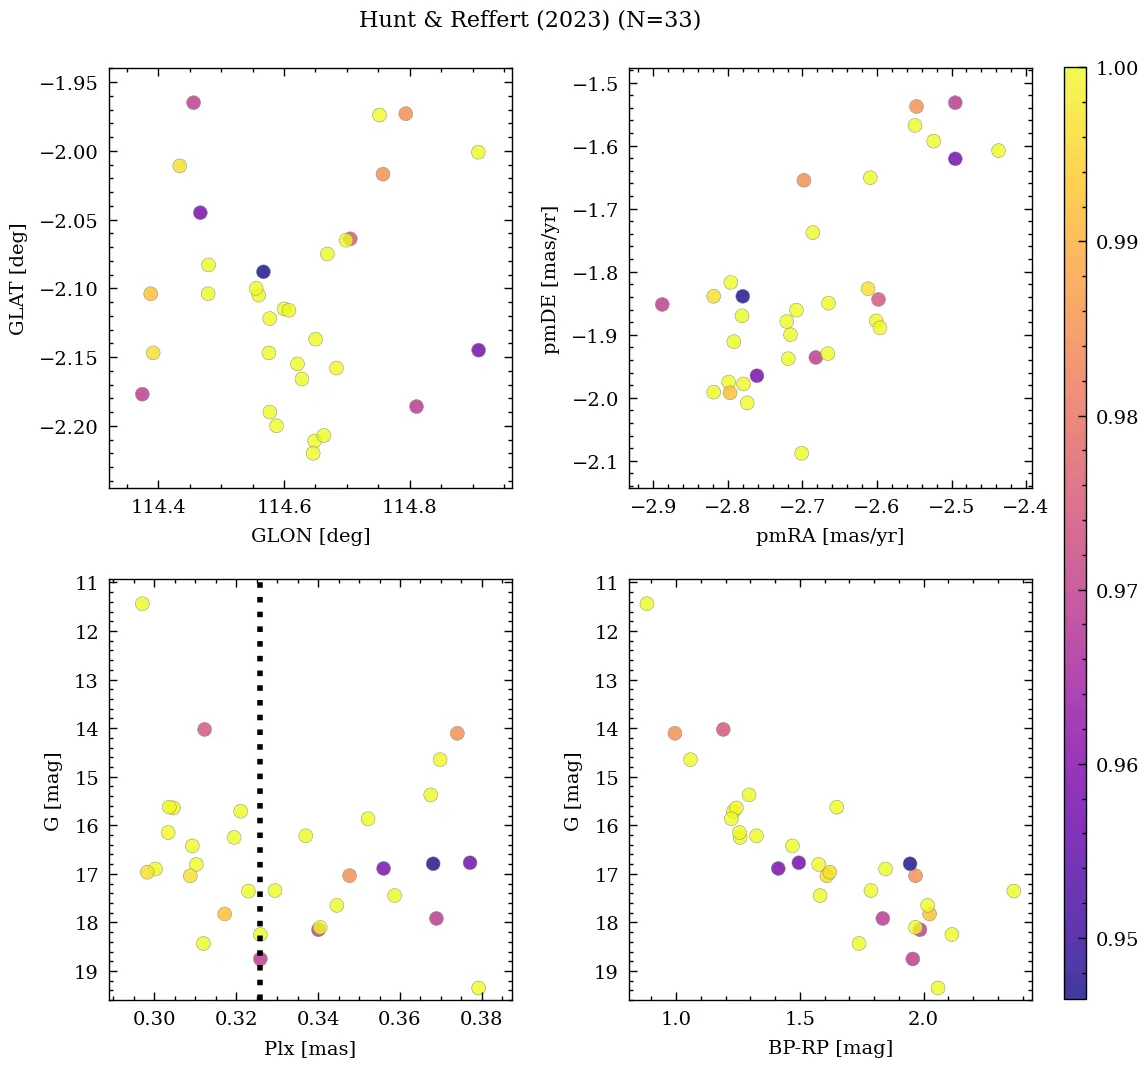 Hunt & Reffert (2023) (N=33)
−1.95
−2.00
−2.05
−2.10
−2.15
−2.20
GLAT [deg]
114.4 114.6 114.8
GLON [deg]
−1.5
−1.6
−1.7
−1.8
−1.9
−2.0
−2.1
pmDE [mas/yr]
−2.9 −2.8 −2.7 −2.6 −2.5 −2.4
pmRA [mas/yr]
1.00
0.99
0.98
0.97
0.96
0.95
11
12
13
14
15
16
17
18
19
G [mag]
0.30 0.32 0.34 0.36 0.38
Plx [mas]
11
12
13
14
15
16
17
18
19
G [mag]
1.0 1.5 2.0
BP-RP [mag]